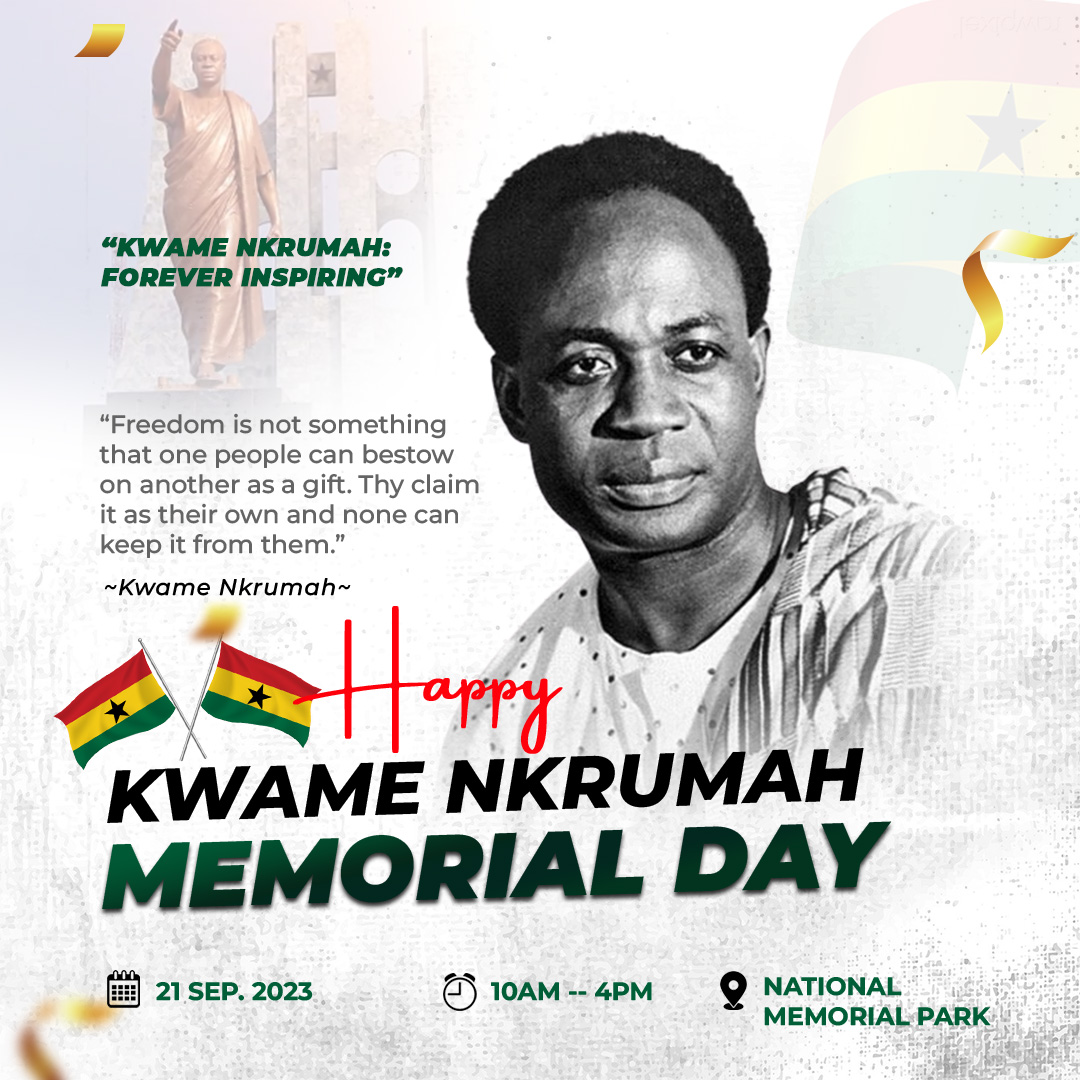 “KWAME NKRUMAH:
FOREVER INSPIRING”
“Freedom is not something
that one people can bestow
on another as a gift. Thy claim
it as their own and none can
keep it from them.”
~Kwame Nkrumah~
Happy
KWAME NKRUMAH
MEMORIAL DAY
21 SEP. 2023
10AM -- 4PM
NATIONAL
MEMORIAL PARK